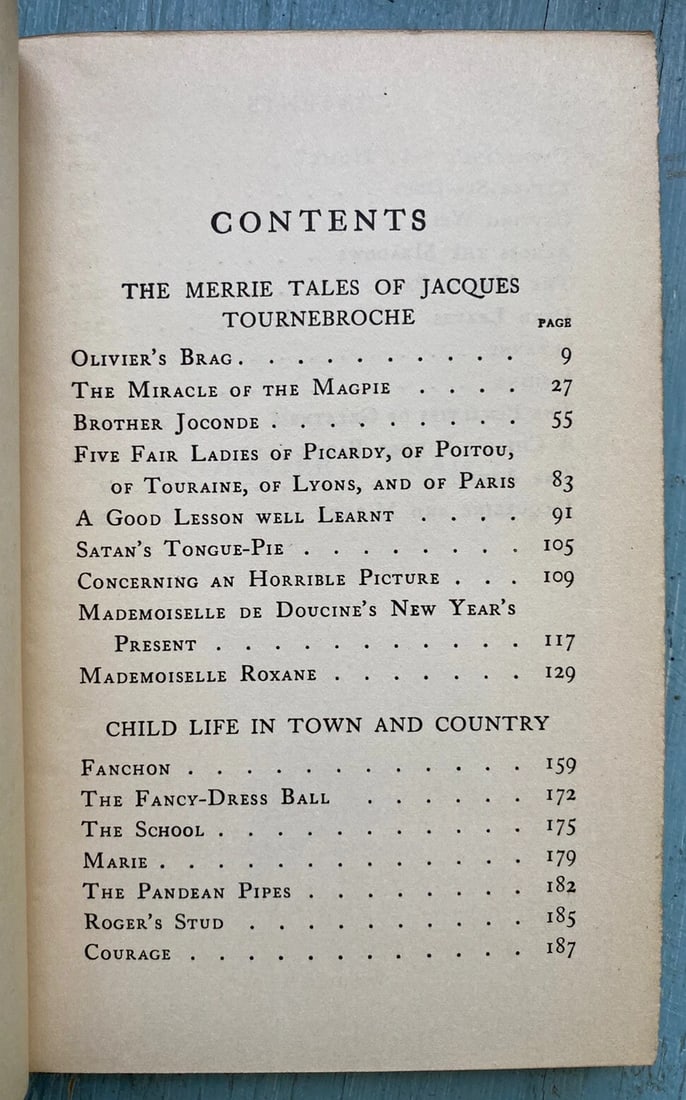 CONTENTS
THE MERRIE TALES OF JACQUES
TOURNEBROCHE PAGE
OLIVIER'S BRAG . . . . . . . . . . 9
THE MIRACLE OF THE MAGPIE . . . . 27
BROTHER JOCONDE . . . . . . . . . 55
FIVE FAIR LADIES OF PICARDY, OF POITOU,
OF TOURAINE, OF LYONS, AND OF PARIS 83
A GOOD LESSON WELL LEARNT . . . . 91
SATAN'S TONGUE-PIE . . . . . . . . 105
CONCERNING AN HORRIBLE PICTURE . . . 109
MADEMOISELLE DE DOUCINE'S NEW YEAR'S
PRESENT . . . . . . . . . . . 117
MADEMOISELLE ROXANE . . . . . . . 129
CHILD LIFE IN TOWN AND COUNTRY
FANCHON . . . . . . . . . . . . 159
THE FANCY-DRESS BALL . . . . . . 172
THE SCHOOL . . . . . . . . . . . 175
MARIE . . . . . . . . . . . . . 179
THE PANDEAN PIPES . . . . . . . . 182
ROGER'S STUD . . . . . . . . . . 185
COURAGE . . . . . . . . . . . . 187